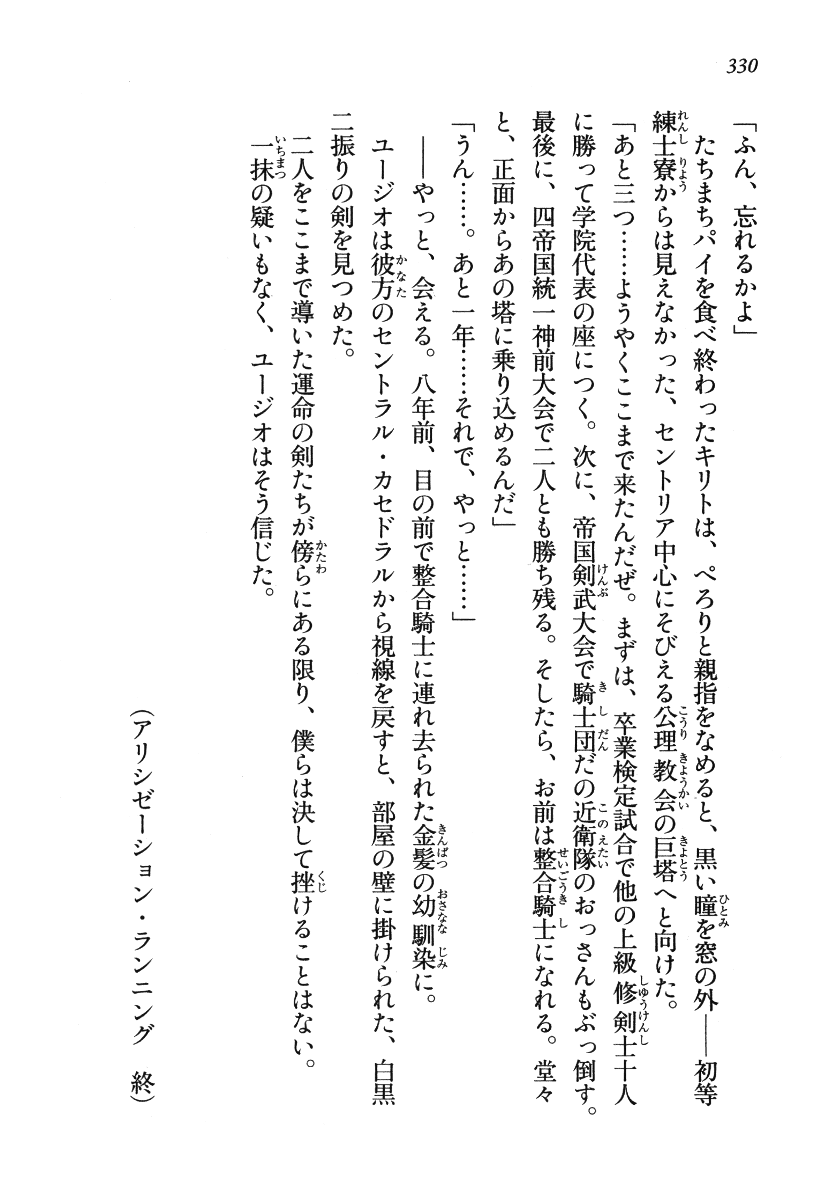 330
「ふん、忘れるかよ」
　たちまちパイを食べ終わったキリトは、ぺろりと親指をなめると、黒い瞳を窓の外――初等
練士寮からは見えなかった、セントリア中心にそびえる公理教会の巨塔へと向けた。
「あと三つ……ようやくここまで来たんだぜ。まずは、卒業検定試合で他の上級修剣士十人
に勝って学院代表の座につく。次に、帝国剣武大会で騎士団だの近衛隊のおっさんもぶっ倒す。
最後に、四帝国統一神前大会で二人とも勝ち残る。そしたら、お前は整合騎士になれる。堂々
と、正面からあの塔に乗り込めるんだ」
「うん……。あと一年……それで、やっと……」
　――やっと、会える。八年前、目の前で整合騎士に連れ去られた金髪の幼馴染に。
　ユージオは彼方のセントラル・カセドラルから視線を戻すと、部屋の壁に掛けられた、白黒
二振りの剣を見つめた。
　二人をここまで導いた運命の剣たちが傍らにある限り、僕らは決して挫けることはない。
　一抹の疑いもなく、ユージオはそう信じた。
（アリシゼーション・ランニング　終）